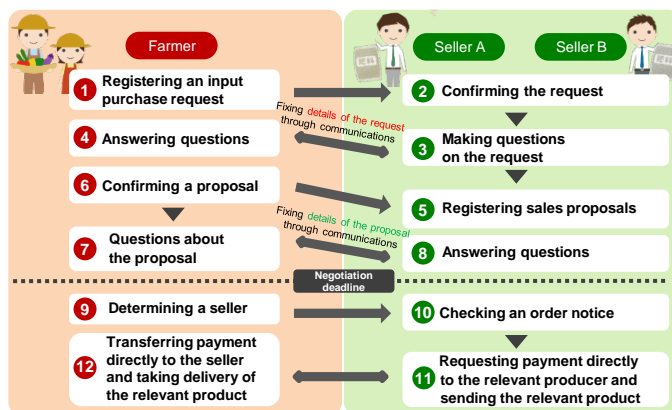 Farmer
Seller A
Seller B
1
Registering an input
purchase request
2
Confirming the request
Fixing details of the request
through communications
4
Answering questions
3
Making questions
on the request
6
Confirming a proposal
5
Registering sales proposals
Fixing details of the proposal
through communications
7
Questions about
the proposal
8
Answering questions
Negotiation
deadline
9
Determining a seller
10
Checking an order notice
12
Transferring payment
directly to the seller
and taking delivery of
the relevant product
11
Requesting payment directly
to the relevant producer and
sending the relevant product